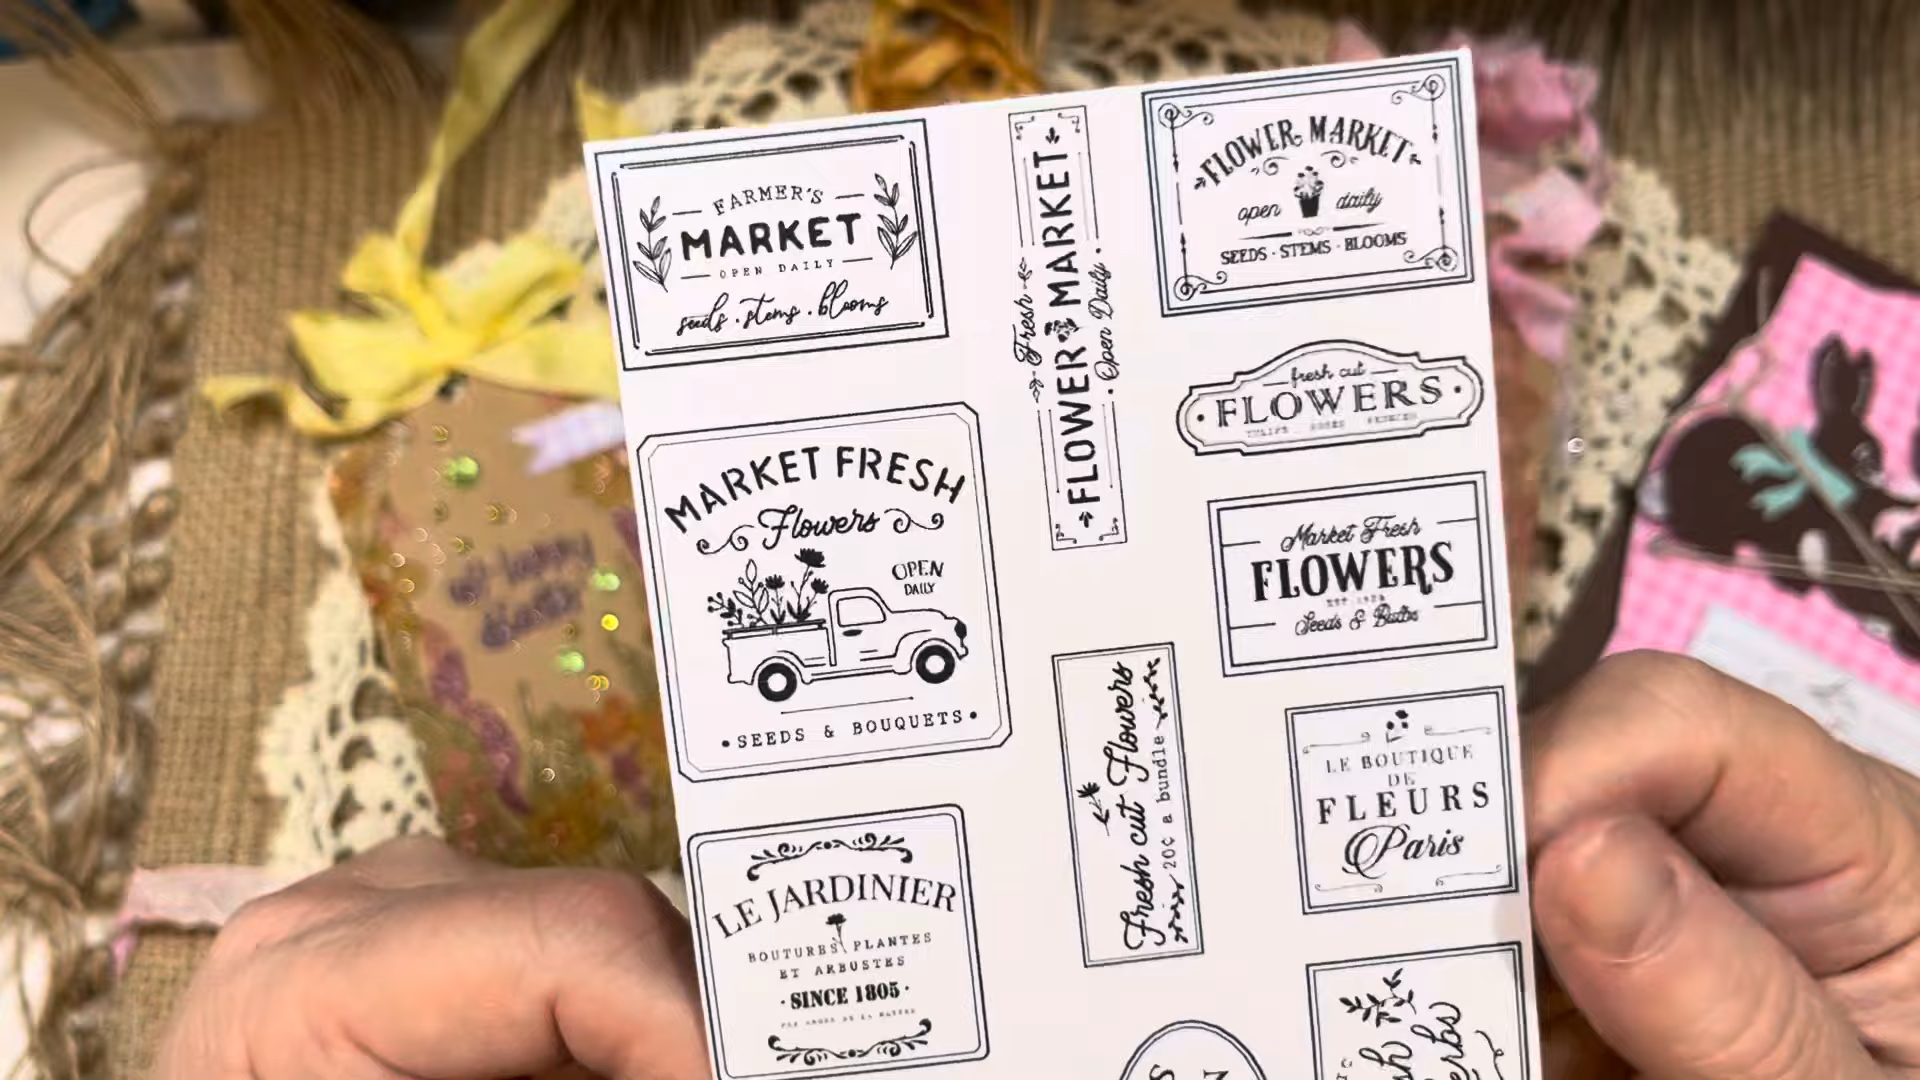 FARMER'S
MARKET
OPEN DAILY
seeds . stems . blooms
Fresh
FLOWER MARKET
Open Daily
FLOWER MARKET
open daily
SEEDS · STEMS · BLOOMS
fresh cut
FLOWERS
MARKET FRESH
Flowers
OPEN
DAILY
• SEEDS & BOUQUETS •
Market Fresh
FLOWERS
Seeds & Bulbs
Fresh cut Flowers
20¢ a bundle
LE BOUTIQUE
DE
FLEURS
Paris
LE JARDINIER
BOUTURES PLANTES
ET ARBUSTES
· SINCE 1805 ·